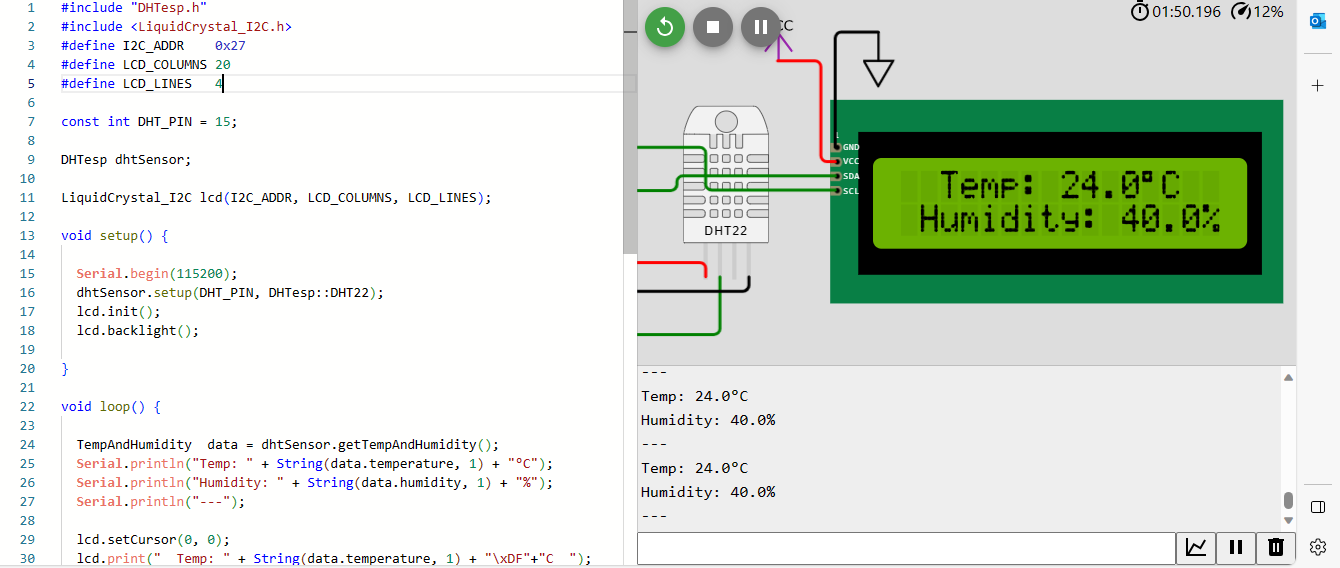 1 #include "DHTesp.h"
2 #include <LiquidCrystal_I2C.h>
3 #define I2C_ADDR    0x27
4 #define LCD_COLUMNS 20
5 #define LCD_LINES   4
6
7 const int DHT_PIN = 15;
8
9 DHTesp dhtSensor;
10
11 LiquidCrystal_I2C lcd(I2C_ADDR, LCD_COLUMNS, LCD_LINES);
12
13 void setup() {
14
15   Serial.begin(115200);
16   dhtSensor.setup(DHT_PIN, DHTesp::DHT22);
17   lcd.init();
18   lcd.backlight();
19
20 }
21
22 void loop() {
23
24   TempAndHumidity  data = dhtSensor.getTempAndHumidity();
25   Serial.println("Temp: " + String(data.temperature, 1) + "°C");
26   Serial.println("Humidity: " + String(data.humidity, 1) + "%");
27   Serial.println("---");
28
29   lcd.setCursor(0, 0);
30   lcd.print("  Temp: " + String(data.temperature, 1) + "\xDF"+"C  ");
01:50.196 12%
CC
1
GND
VCC
SDA
SCL
DHT22
Temp: 24.0°C
Humidity: 40.0%
---
Temp: 24.0°C
Humidity: 40.0%
---
Temp: 24.0°C
Humidity: 40.0%
---